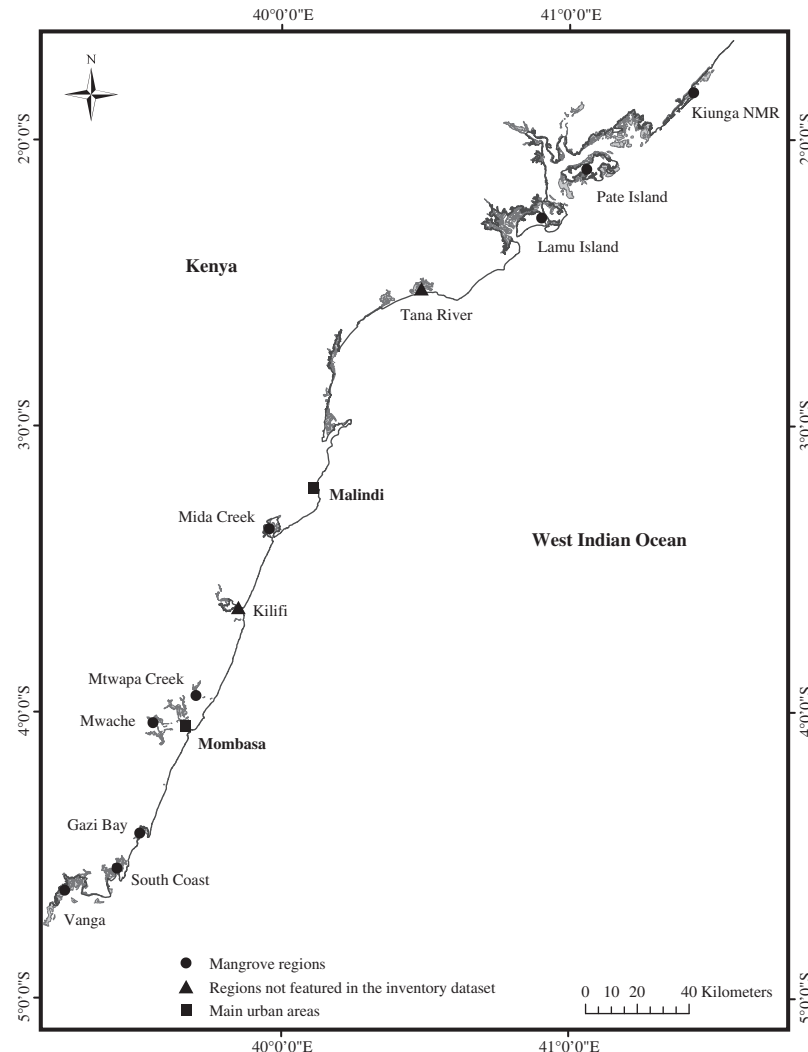 40°0’0"E 41°0’0"E
N
Kiunga NMR
2°0’0"S 2°0’0"S
Pate Island
Lamu Island
Kenya
Tana River
3°0’0"S 3°0’0"S
Malindi
Mida Creek
West Indian Ocean
Kilifi
Mtwapa Creek
4°0’0"S 4°0’0"S
Mwache
Mombasa
Gazi Bay
South Coast
Vanga
Mangrove regions
Regions not featured in the inventory dataset
Main urban areas
0 10 20 40 Kilometers
5°0’0"S 5°0’0"S
40°0’0"E 41°0’0"E